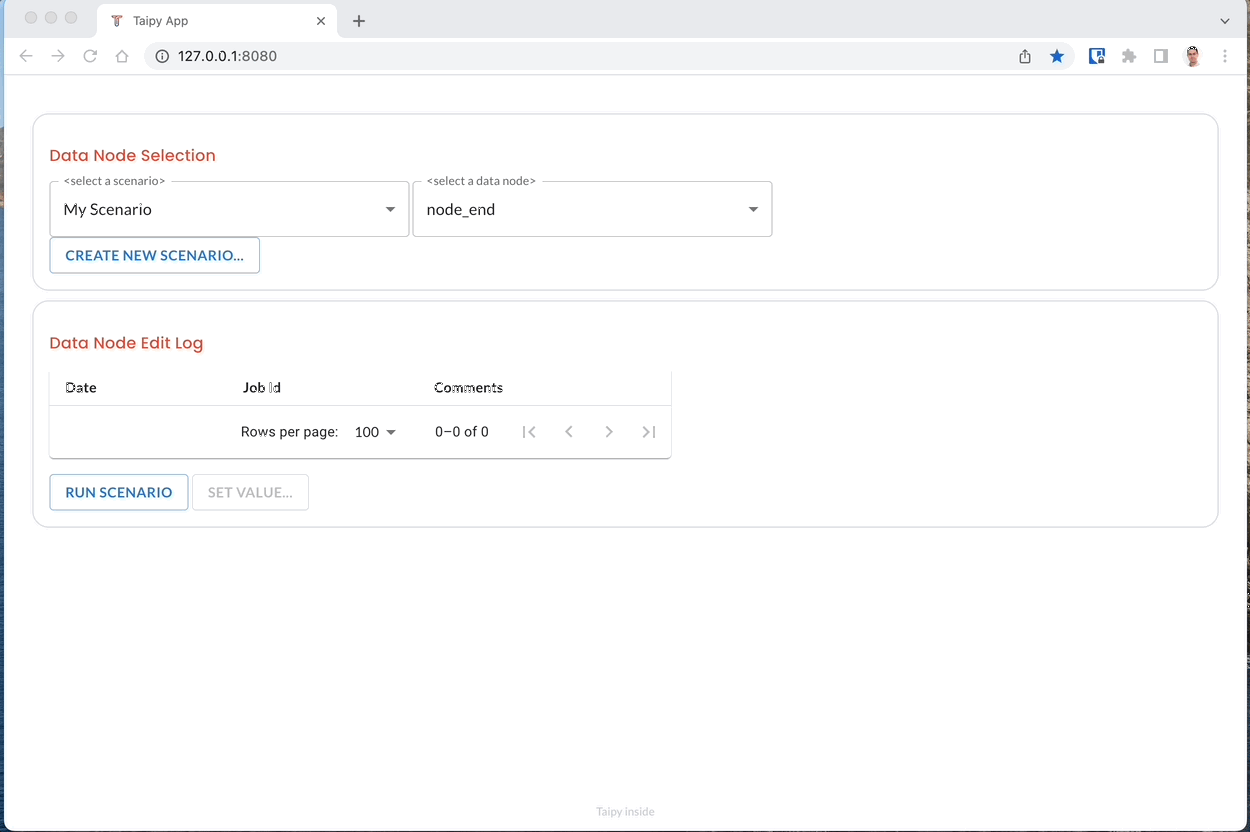 Taipy App
127.0.0.1:8080
Data Node Selection
<select a scenario> <select a data node>
My Scenario node_end
CREATE NEW SCENARIO...
Data Node Edit Log
Date Job Id Comments
Rows per page: 100 0–0 of 0
RUN SCENARIO SET VALUE...
Taipy inside